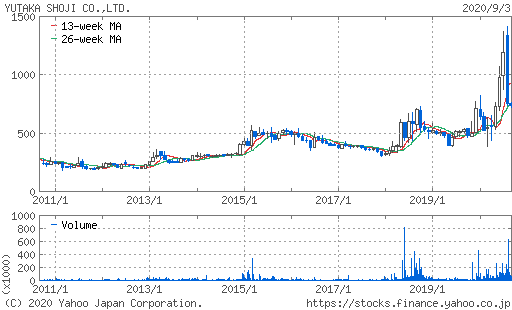 YUTAKA SHOJI CO.,LTD. 2020/9/3
1500
13-week MA
26-week MA
1000
500
0
2011/1 2013/1 2015/1 2017/1 2019/1
1000
Volume
800
600
400
200
0
(x1000)
2011/1 2013/1 2015/1 2017/1 2019/1
(C) 2020 Yahoo Japan Corporation. https://stocks.finance.yahoo.co.jp/